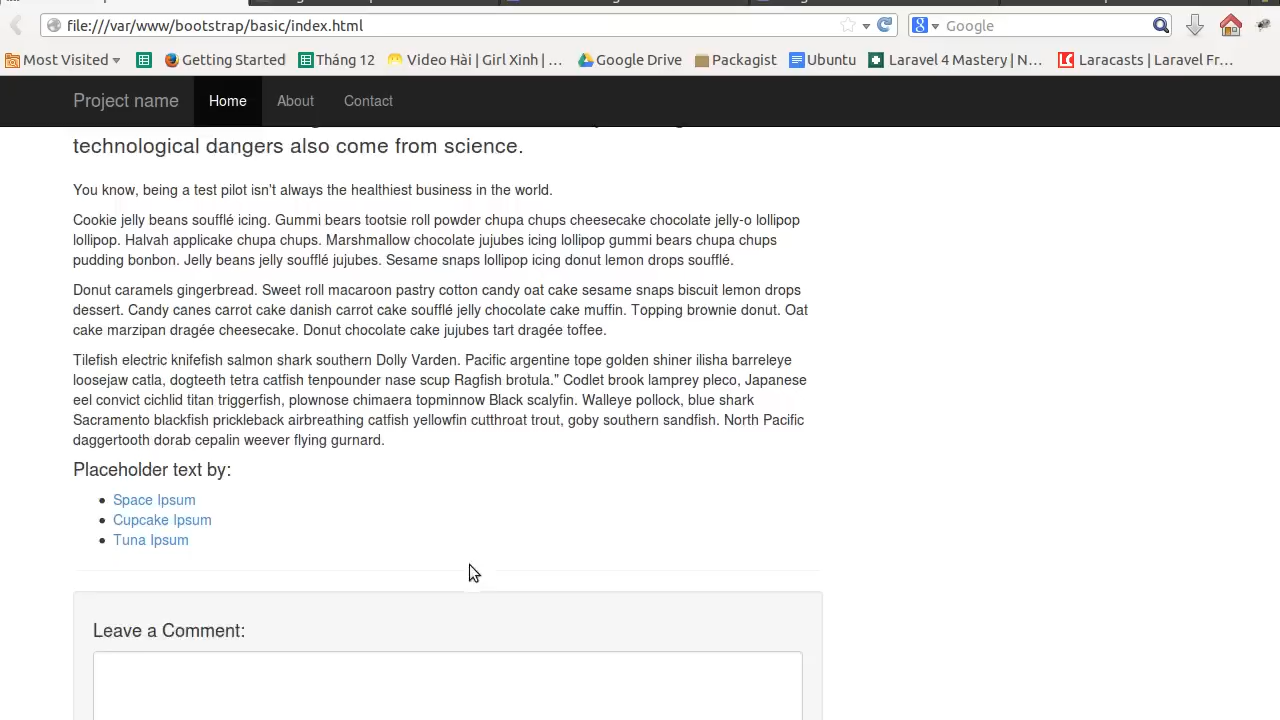 file:///var/www/bootstrap/basic/index.html
Google
Most Visited
Getting Started
Tháng 12
Video Hài | Girl Xinh | ...
Google Drive
Packagist
Ubuntu
Laravel 4 Mastery | N...
Laracasts | Laravel Fr...
Project name
Home
About
Contact
technological dangers also come from science.
You know, being a test pilot isn't always the healthiest business in the world.
Cookie jelly beans soufflé icing. Gummi bears tootsie roll powder chupa chups cheesecake chocolate jelly-o lollipop
lollipop. Halvah applicake chupa chups. Marshmallow chocolate jujubes icing lollipop gummi bears chupa chups
pudding bonbon. Jelly beans jelly soufflé jujubes. Sesame snaps lollipop icing donut lemon drops soufflé.
Donut caramels gingerbread. Sweet roll macaroon pastry cotton candy oat cake sesame snaps biscuit lemon drops
dessert. Candy canes carrot cake danish carrot cake soufflé jelly chocolate cake muffin. Topping brownie donut. Oat
cake marzipan dragée cheesecake. Donut chocolate cake jujubes tart dragée toffee.
Tilefish electric knifefish salmon shark southern Dolly Varden. Pacific argentine tope golden shiner ilisha barreleye
loosejaw catla, dogteeth tetra catfish tenpounder nase scup Ragfish brotula." Codlet brook lamprey pleco, Japanese
eel convict cichlid titan triggerfish, plownose chimaera topminnow Black scalyfin. Walleye pollock, blue shark
Sacramento blackfish prickleback airbreathing catfish yellowfin cutthroat trout, goby southern sandfish. North Pacific
daggertooth dorab cepalin weever flying gurnard.
Placeholder text by:
Space Ipsum
Cupcake Ipsum
Tuna Ipsum
Leave a Comment: